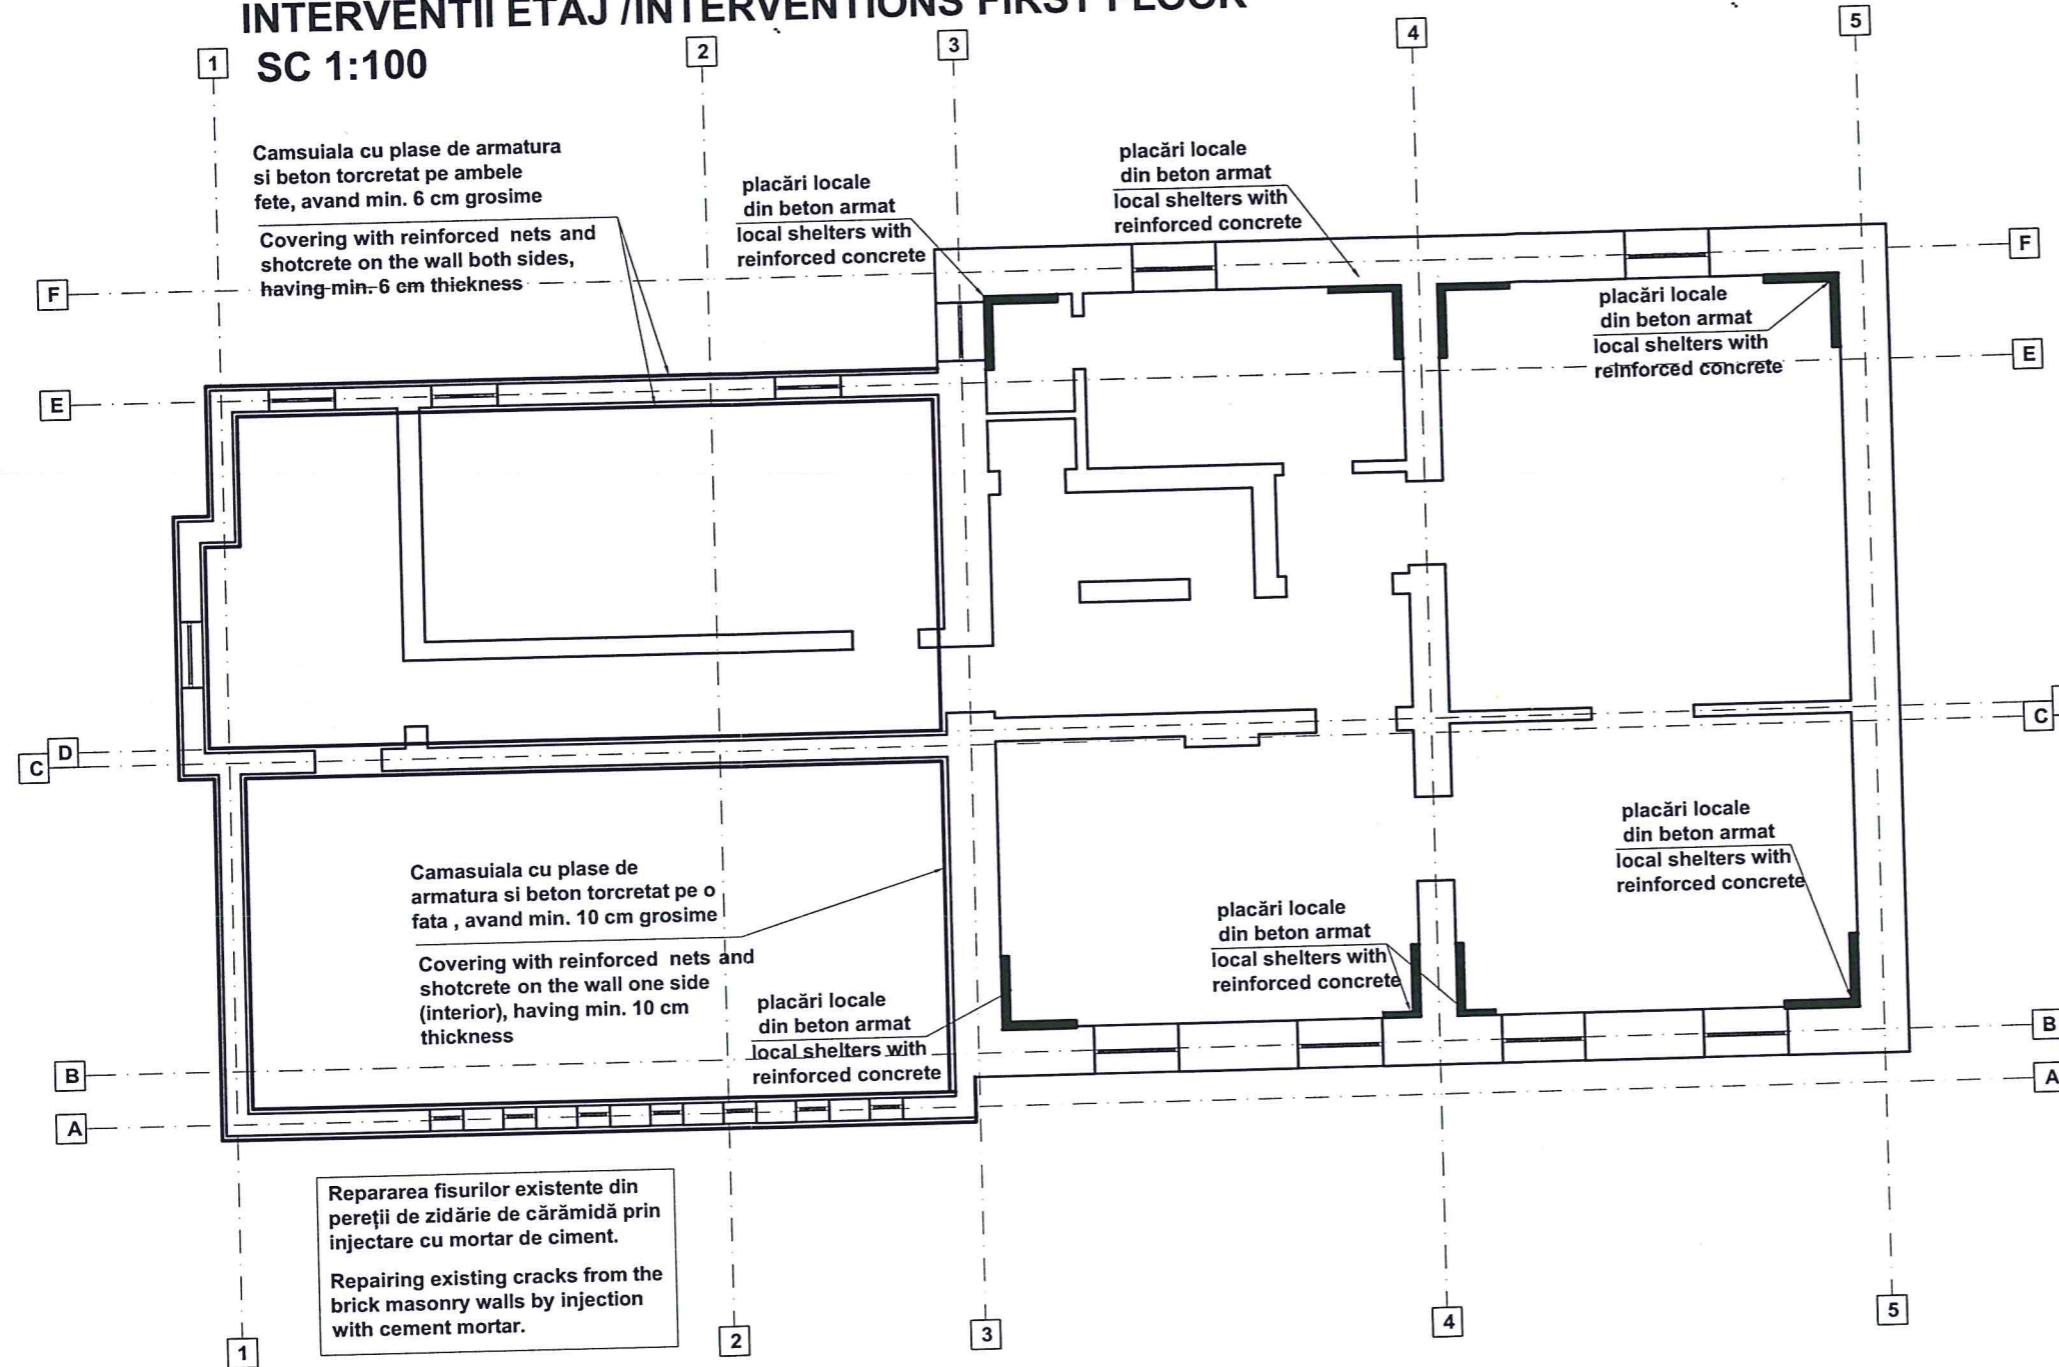 INTERVENTII ETAJ /INTERVENTIONS FIRST FLOOR
SC 1:100
1
2
3
4
5
Camsuiala cu plase de armatura
si beton torcretat pe ambele
fete, avand min. 6 cm grosime
Covering with reinforced nets and
shotcrete on the wall both sides,
having min. 6 cm thickness
placări locale
din beton armat
local shelters with
reinforced concrete
placări locale
din beton armat
local shelters with
reinforced concrete
placări locale
din beton armat
local shelters with
reinforced concrete
F
F
E
E
D
C
C
Camasuiala cu plase de
armatura si beton torcretat pe o
fata , avand min. 10 cm grosime
Covering with reinforced nets and
shotcrete on the wall one side
(interior), having min. 10 cm
thickness
placări locale
din beton armat
local shelters with
reinforced concrete
placări locale
din beton armat
local shelters with
reinforced concrete
placări locale
din beton armat
local shelters with
reinforced concrete
B
B
A
A
Repararea fisurilor existente din
pereții de zidărie de cărămidă prin
injectare cu mortar de ciment.
Repairing existing cracks from the
brick masonry walls by injection
with cement mortar.
1
2
3
4
5